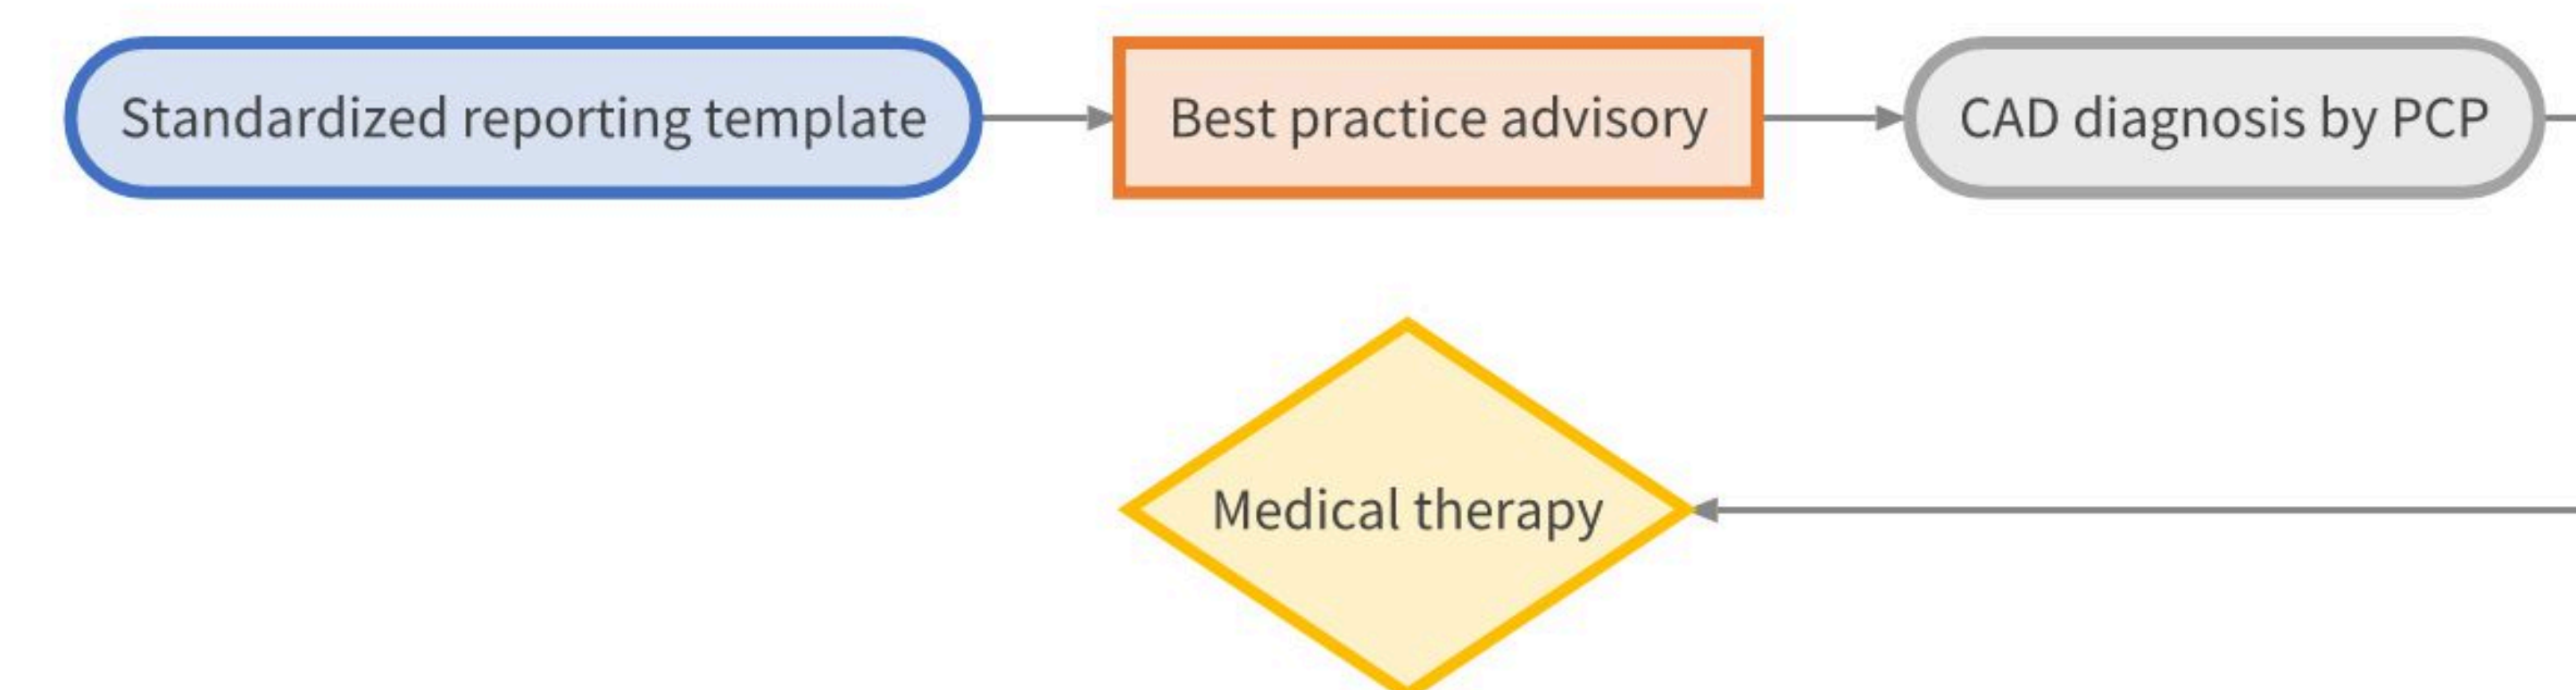 Standardized reporting template
Best practice advisory
CAD diagnosis by PCP
Medical therapy